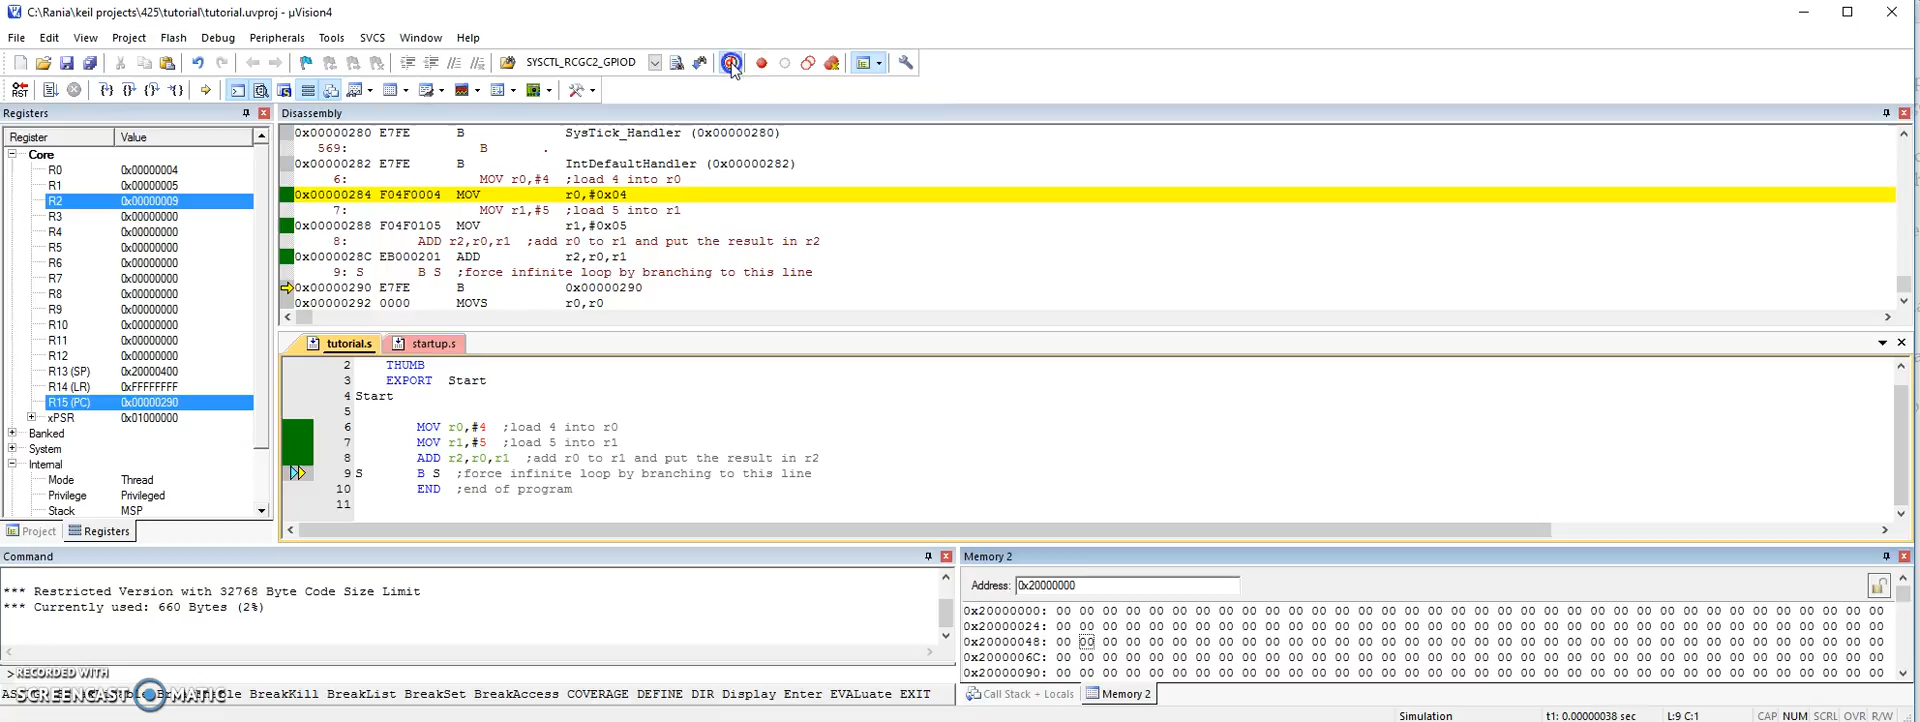 C:\Rania\keil projects\425\tutorial\tutorial.uvproj - µVision4
File Edit View Project Flash Debug Peripherals Tools SVCS Window Help
SYSCTL_RCGC2_GPIOD
RST
Registers
Register Value
Core
R0 0x00000004
R1 0x00000005
R2 0x00000009
R3 0x00000000
R4 0x00000000
R5 0x00000000
R6 0x00000000
R7 0x00000000
R8 0x00000000
R9 0x00000000
R10 0x00000000
R11 0x00000000
R12 0x00000000
R13 (SP) 0x20000400
R14 (LR) 0xFFFFFFFF
R15 (PC) 0x00000290
xPSR 0x01000000
Banked
System
Internal
Mode Thread
Privilege Privileged
Stack MSP
Project Registers
Disassembly
0x00000280 E7FE B SysTick_Handler (0x00000280)
569: B .
0x00000282 E7FE B IntDefaultHandler (0x00000282)
6: MOV r0,#4 ;load 4 into r0
0x00000284 F04F0004 MOV r0,#0x04
7: MOV r1,#5 ;load 5 into r1
0x00000288 F04F0105 MOV r1,#0x05
8: ADD r2,r0,r1 ;add r0 to r1 and put the result in r2
0x0000028C EB000201 ADD r2,r0,r1
9: S B S ;force infinite loop by branching to this line
0x00000290 E7FE B 0x00000290
0x00000292 0000 MOVS r0,r0
tutorial.s startup.s
2 THUMB
3 EXPORT Start
4 Start
5
6 MOV r0,#4 ;load 4 into r0
7 MOV r1,#5 ;load 5 into r1
8 ADD r2,r0,r1 ;add r0 to r1 and put the result in r2
9 S B S ;force infinite loop by branching to this line
10 END ;end of program
11
Command
*** Restricted Version with 32768 Byte Code Size Limit
*** Currently used: 660 Bytes (2%)
>
RECORDED WITH
SCREENCAST MATIC
BreakKill BreakList BreakSet BreakAccess COVERAGE DEFINE DIR Display Enter EVALuate EXIT
Memory 2
Address: 0x20000000
0x20000000: 00 00 00 00 00 00 00 00 00 00 00 00 00 00 00 00 00 00 00 00 00 00 00 00 00 00 00 00 00 00 00 00 00 00 00 00
0x20000024: 00 00 00 00 00 00 00 00 00 00 00 00 00 00 00 00 00 00 00 00 00 00 00 00 00 00 00 00 00 00 00 00 00 00 00 00
0x20000048: 00 00 00 00 00 00 00 00 00 00 00 00 00 00 00 00 00 00 00 00 00 00 00 00 00 00 00 00 00 00 00 00 00 00 00 00
0x2000006C: 00 00 00 00 00 00 00 00 00 00 00 00 00 00 00 00 00 00 00 00 00 00 00 00 00 00 00 00 00 00 00 00 00 00 00 00
0x20000090: 00 00 00 00 00 00 00 00 00 00 00 00 00 00 00 00 00 00 00 00 00 00 00 00 00 00 00 00 00 00 00 00 00 00 00 00
Call Stack + Locals Memory 2
Simulation t1: 0.00000038 sec L:9 C:1 CAP NUM SCRL OVR R/W